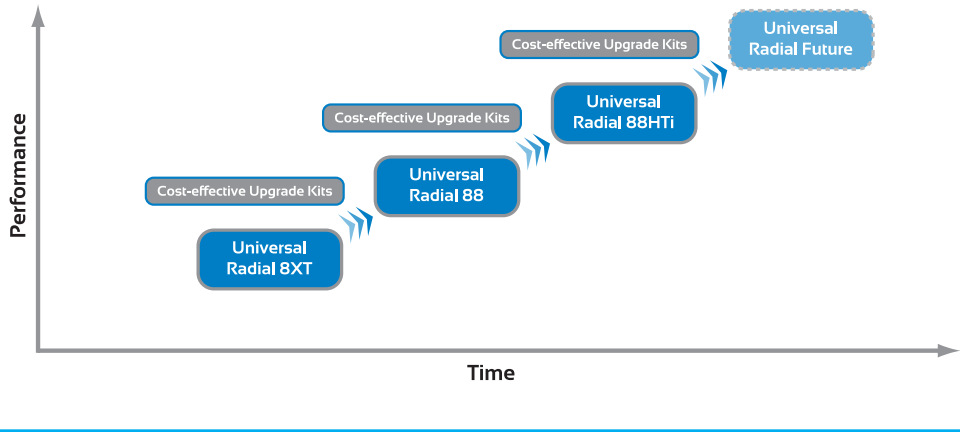 Universal
Radial Future
Cost-effective Upgrade Kits
Universal
Radial 88HTi
Cost-effective Upgrade Kits
Universal
Radial 88
Cost-effective Upgrade Kits
Universal
Radial 8XT
Performance
Time